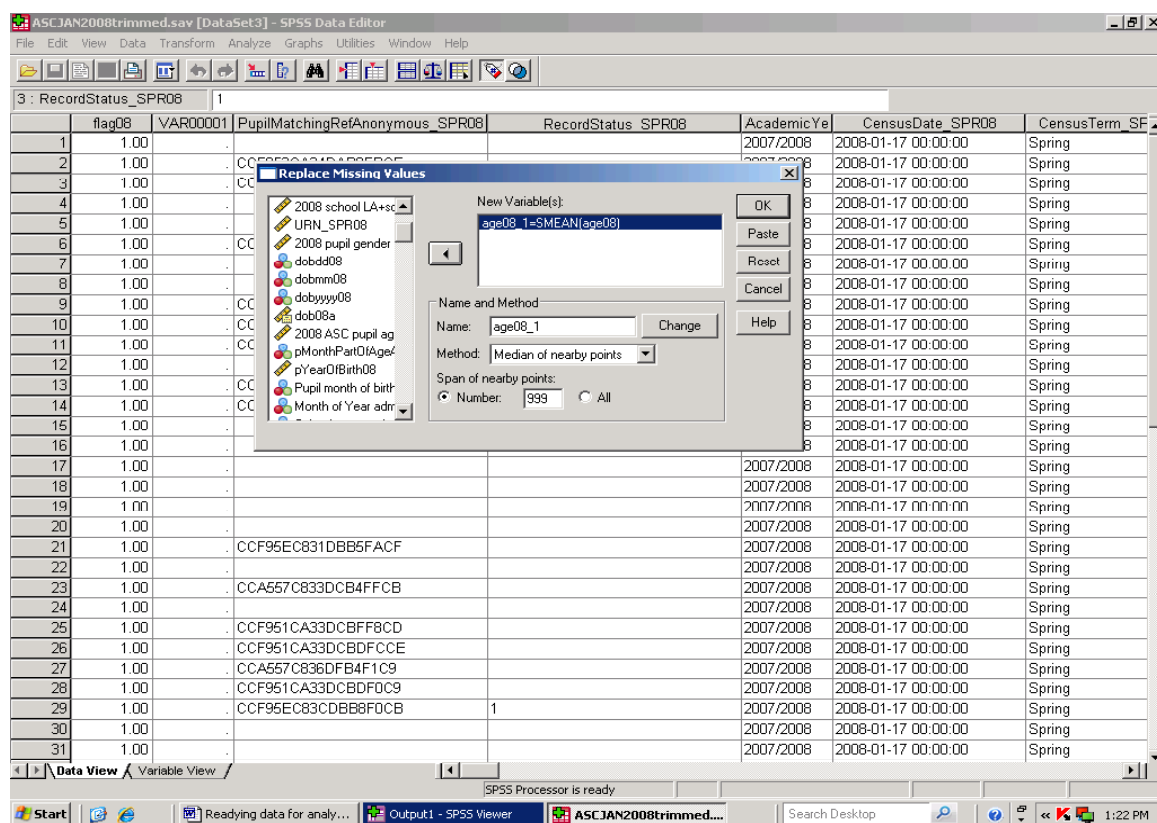 ASCJAN2008trimmed.sav [DataSet3] - SPSS Data Editor
File Edit View Data Transform Analyze Graphs Utilities Window Help
3 : RecordStatus_SPR08 1
flag08 VAR00001 PupilMatchingRefAnonymous_SPR08 RecordStatus_SPR08 AcademicYe CensusDate_SPR08 CensusTerm_SF
1 1.00 . 2007/2008 2008-01-17 00:00:00 Spring
2 1.00 . 2008-01-17 00:00:00 Spring
3 1.00 . CC 8 2008-01-17 00:00:00 Spring
4 1.00 . 8 2008-01-17 00:00:00 Spring
5 1.00 . 8 2008-01-17 00:00:00 Spring
6 1.00 . CC 8 2008-01-17 00:00:00 Spring
7 1.00 . 8 2008-01-17 00:00:00 Spring
8 1.00 . 8 2008-01-17 00:00:00 Spring
9 1.00 . CC 8 2008-01-17 00:00:00 Spring
10 1.00 . CC 8 2008-01-17 00:00:00 Spring
11 1.00 . CC 8 2008-01-17 00:00:00 Spring
12 1.00 . 8 2008-01-17 00:00:00 Spring
13 1.00 . CC 8 2008-01-17 00:00:00 Spring
14 1.00 . CC 8 2008-01-17 00:00:00 Spring
15 1.00 . 8 2008-01-17 00:00:00 Spring
16 1.00 . 8 2008-01-17 00:00:00 Spring
17 1.00 . 2007/2008 2008-01-17 00:00:00 Spring
18 1.00 . 2007/2008 2008-01-17 00:00:00 Spring
19 1.00 . 2007/2008 2008-01-17 00:00:00 Spring
20 1.00 . 2007/2008 2008-01-17 00:00:00 Spring
21 1.00 . CCF95EC831DBB5FACF 2007/2008 2008-01-17 00:00:00 Spring
22 1.00 . 2007/2008 2008-01-17 00:00:00 Spring
23 1.00 . CCA557C833DCB4FFCB 2007/2008 2008-01-17 00:00:00 Spring
24 1.00 . 2007/2008 2008-01-17 00:00:00 Spring
25 1.00 . CCF951CA33DCBFF8CD 2007/2008 2008-01-17 00:00:00 Spring
26 1.00 . CCF951CA33DCBDFCCE 2007/2008 2008-01-17 00:00:00 Spring
27 1.00 . CCA557C836DFB4F1C9 2007/2008 2008-01-17 00:00:00 Spring
28 1.00 . CCF951CA33DCBDF0C9 2007/2008 2008-01-17 00:00:00 Spring
29 1.00 . CCF95EC83CDBB8F0CB 1 2007/2008 2008-01-17 00:00:00 Spring
30 1.00 . 2007/2008 2008-01-17 00:00:00 Spring
31 1.00 . 2007/2008 2008-01-17 00:00:00 Spring
Replace Missing Values
2008 school LA+sc
URN_SPR08
2008 pupil gender
dobdd08
dobmm08
dobyyyy08
dob08a
2008 ASC pupil ag
pMonthPartOfAgeA
pYearOfBirth08
Pupil month of birth
Month of Year adm
New Variable(s):
age08_1=SMEAN(age08)
Name and Method
Name: age08_1 Change
Method: Median of nearby points
Span of nearby points:
Number: 999 All
OK
Paste
Reset
Cancel
Help
Data View Variable View
SPSS Processor is ready
Start Readying data for analy... Output1 - SPSS Viewer ASCJAN2008trimmed.... Search Desktop 1:22 PM